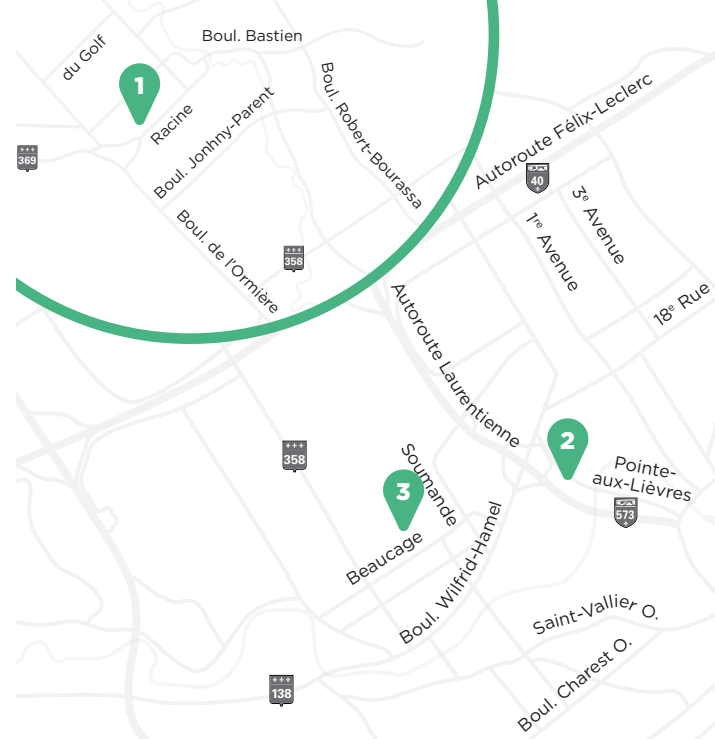 Boul. Bastien
du Golf
1
Racine
Boul. Robert-Bourassa
Boul. Jonhny-Parent
Autoroute Félix-Leclerc
369
40
3e Avenue
1re Avenue
Boul. de l'Ormière
358
18e Rue
Autoroute Laurentienne
2
358
Soumande
3
Pointe-
aux-Lièvres
573
Beaucage
Boul. Wilfrid-Hamel
Saint-Vallier O.
138
Boul. Charest O.